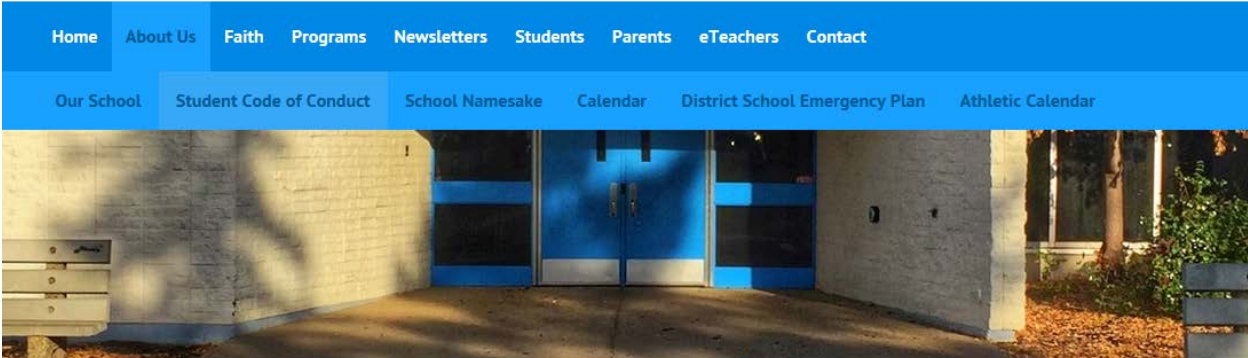 Home About Us Faith Programs Newsletters Students Parents eTeachers Contact
Our School Student Code of Conduct School Namesake Calendar District School Emergency Plan Athletic Calendar